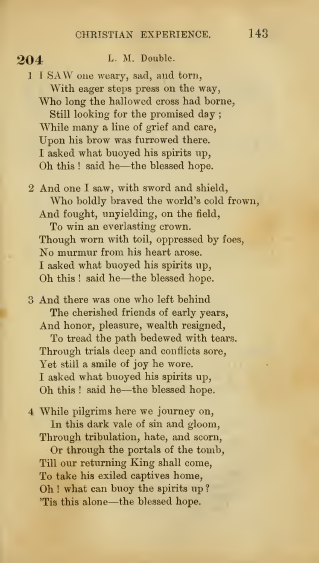 CHRISTIAN EXPERIENCE. 143
204 L. M. Double.
1 I SAW one weary, sad, and torn,
With eager steps press on the way,
Who long the hallowed cross had borne,
Still looking for the promised day ;
While many a line of grief and care,
Upon his brow was furrowed there.
I asked what buoyed his spirits up,
Oh this ! said he—the blessed hope.
2 And one I saw, with sword and shield,
Who boldly braved the world's cold frown,
And fought, unyielding, on the field,
To win an everlasting crown.
Though worn with toil, oppressed by foes,
No murmur from his heart arose.
I asked what buoyed his spirits up,
Oh this ! said he—the blessed hope.
3 And there was one who left behind
The cherished friends of early years,
And honor, pleasure, wealth resigned,
To tread the path bedewed with tears.
Through trials deep and conflicts sore,
Yet still a smile of joy he wore.
I asked what buoyed his spirits up,
Oh this ! said he—the blessed hope.
4 While pilgrims here we journey on,
In this dark vale of sin and gloom,
Through tribulation, hate, and scorn,
Or through the portals of the tomb,
Till our returning King shall come,
To take his exiled captives home,
Oh ! what can buoy the spirits up ?
'Tis this alone—the blessed hope.